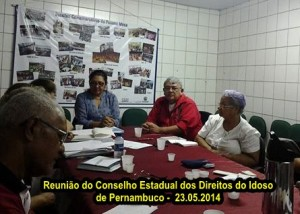 Reunião do Conselho Estadual dos Direitos do Idoso
de Pernambuco - 23.05.2014